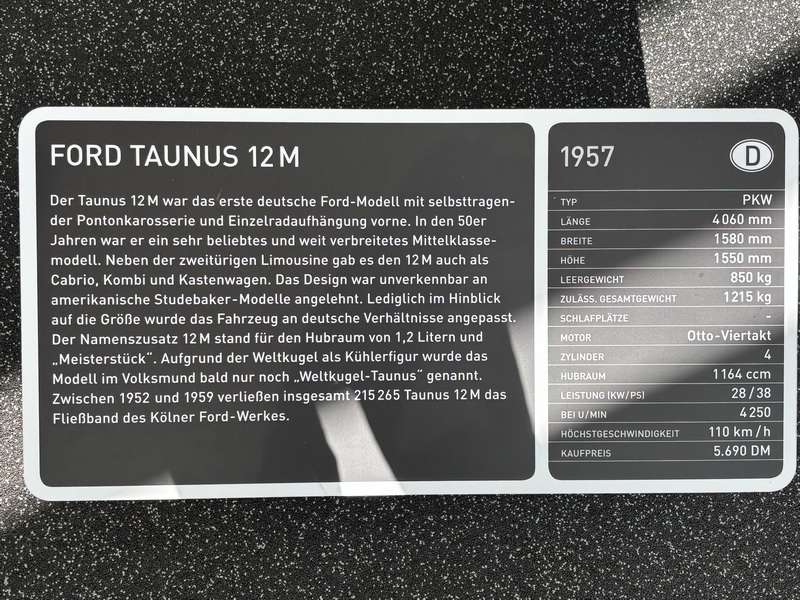 FORD TAUNUS 12 M
Der Taunus 12 M war das erste deutsche Ford-Modell mit selbsttragen-
der Pontonkarosserie und Einzelradaufhängung vorne. In den 50er
Jahren war er ein sehr beliebtes und weit verbreitetes Mittelklasse-
modell. Neben der zweitürigen Limousine gab es den 12 M auch als
Cabrio, Kombi und Kastenwagen. Das Design war unverkennbar an
amerikanische Studebaker-Modelle angelehnt. Lediglich im Hinblick
auf die Größe wurde das Fahrzeug an deutsche Verhältnisse angepasst.
Der Namenszusatz 12 M stand für den Hubraum von 1,2 Litern und
„Meisterstück“. Aufgrund der Weltkugel als Kühlerfigur wurde das
Modell im Volksmund bald nur noch „Weltkugel-Taunus“ genannt.
Zwischen 1952 und 1959 verließen insgesamt 215 265 Taunus 12 M das
Fließband des Kölner Ford-Werkes.
1957 D
TYP PKW
LÄNGE 4 060 mm
BREITE 1 580 mm
HÖHE 1 550 mm
LEERGEWICHT 850 kg
ZULÄSS. GESAMTGEWICHT 1 215 kg
SCHLAFPLÄTZE -
MOTOR Otto-Viertakt
ZYLINDER 4
HUBRAUM 1 164 ccm
LEISTUNG (KW/PS) 28 / 38
BEI U/MIN 4 250
HÖCHSTGESCHWINDIGKEIT 110 km / h
KAUFPREIS 5.690 DM